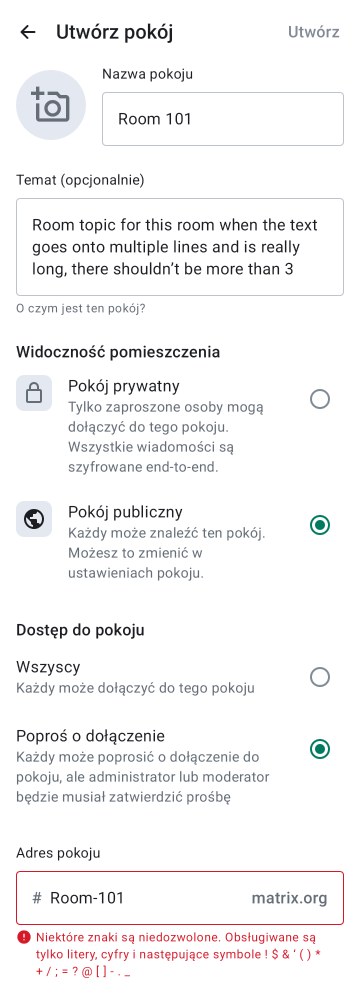 Utwórz pokój
Utwórz
Nazwa pokoju
Room 101
Temat (opcjonalnie)
Room topic for this room when the text
goes onto multiple lines and is really
long, there shouldn’t be more than 3
O czym jest ten pokój?
Widoczność pomieszczenia
Pokój prywatny
Tylko zaproszone osoby mogą
dołączyć do tego pokoju.
Wszystkie wiadomości są
szyfrowane end-to-end.
Pokój publiczny
Każdy może znaleźć ten pokój.
Możesz to zmienić w
ustawieniach pokoju.
Dostęp do pokoju
Wszyscy
Każdy może dołączyć do tego pokoju
Poproś o dołączenie
Każdy może poprosić o dołączenie do
pokoju, ale administrator lub moderator
będzie musiał zatwierdzić prośbę
Adres pokoju
# Room-101 matrix.org
Niektóre znaki są niedozwolone. Obsługiwane są
tylko litery, cyfry i następujące symbole ! $ & ‘ ( ) *
+ / ; = ? @ [ ] - . _